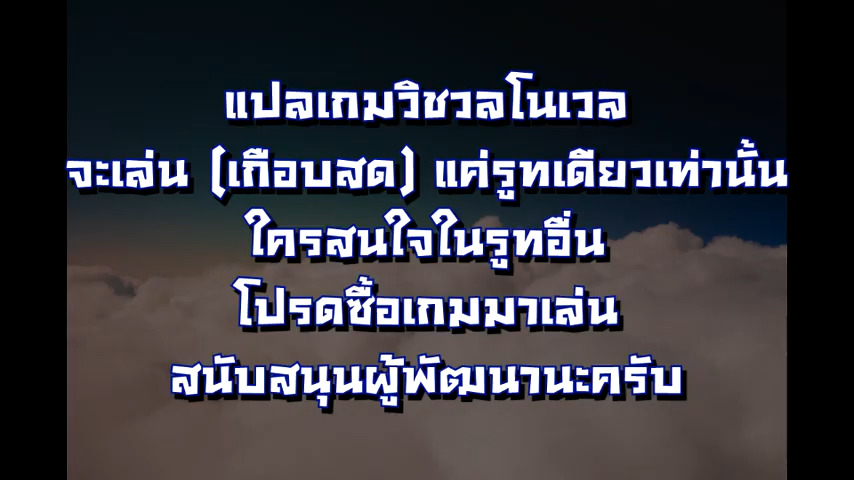 แปลเกมวิชวลโนเวล
จะเล่น (เกือบสด) แค่รูทเดียวเท่านั้น
ใครสนใจในรูทอื่น
โปรดซื้อเกมมาเล่น
สนับสนุนผู้พัฒนานะครับ